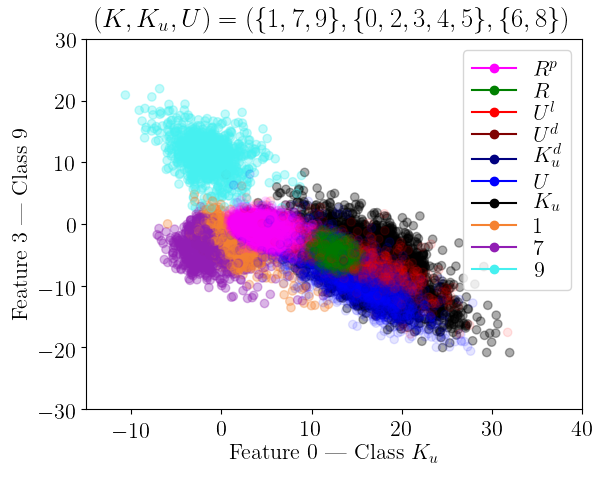 (K, K_u, U) = ({1, 7, 9}, {0, 2, 3, 4, 5}, {6, 8})
30
20
10
0
−10
−20
−30
Feature 3 — Class 9
R^p
R
U^l
U^d
K_u^d
U
K_u
1
7
9
−10
0
10
20
30
40
Feature 0 — Class K_u